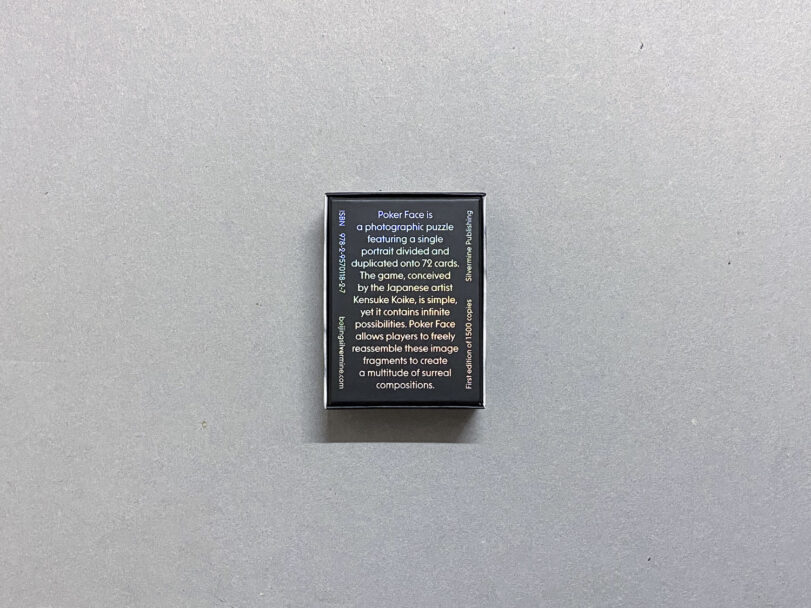 Poker Face is
a photographic puzzle
featuring a single
portrait divided and
duplicated onto 72 cards.
The game, conceived
by the Japanese artist
Kensuke Koike, is simple,
yet it contains infinite
possibilities. Poker Face
allows players to freely
reassemble these image
fragments to create
a multitude of surreal
compositions.
ISBN 978-2-9570118-2-7
beijingsilvermine.com
First edition of 1500 copies
Silvermine Publishing